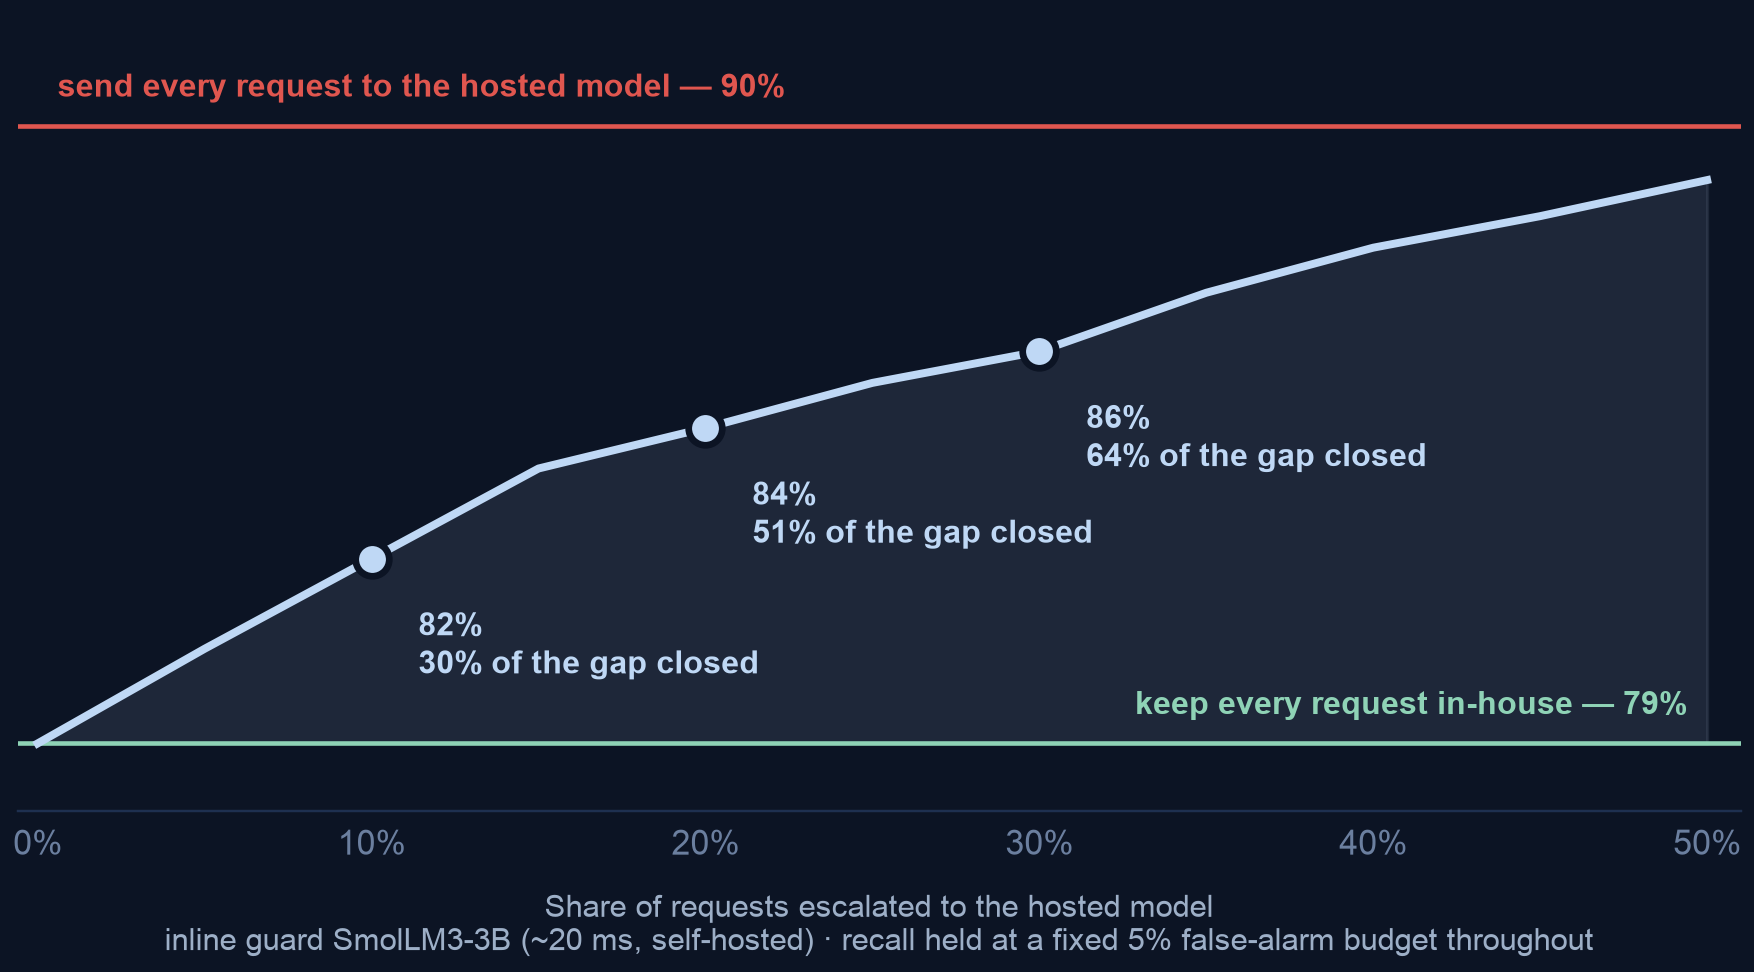 send every request to the hosted model — 90%
86%
64% of the gap closed
84%
51% of the gap closed
82%
30% of the gap closed
keep every request in-house — 79%
0% 10% 20% 30% 40% 50%
Share of requests escalated to the hosted model
inline guard SmolLM3-3B (~20 ms, self-hosted) · recall held at a fixed 5% false-alarm budget throughout